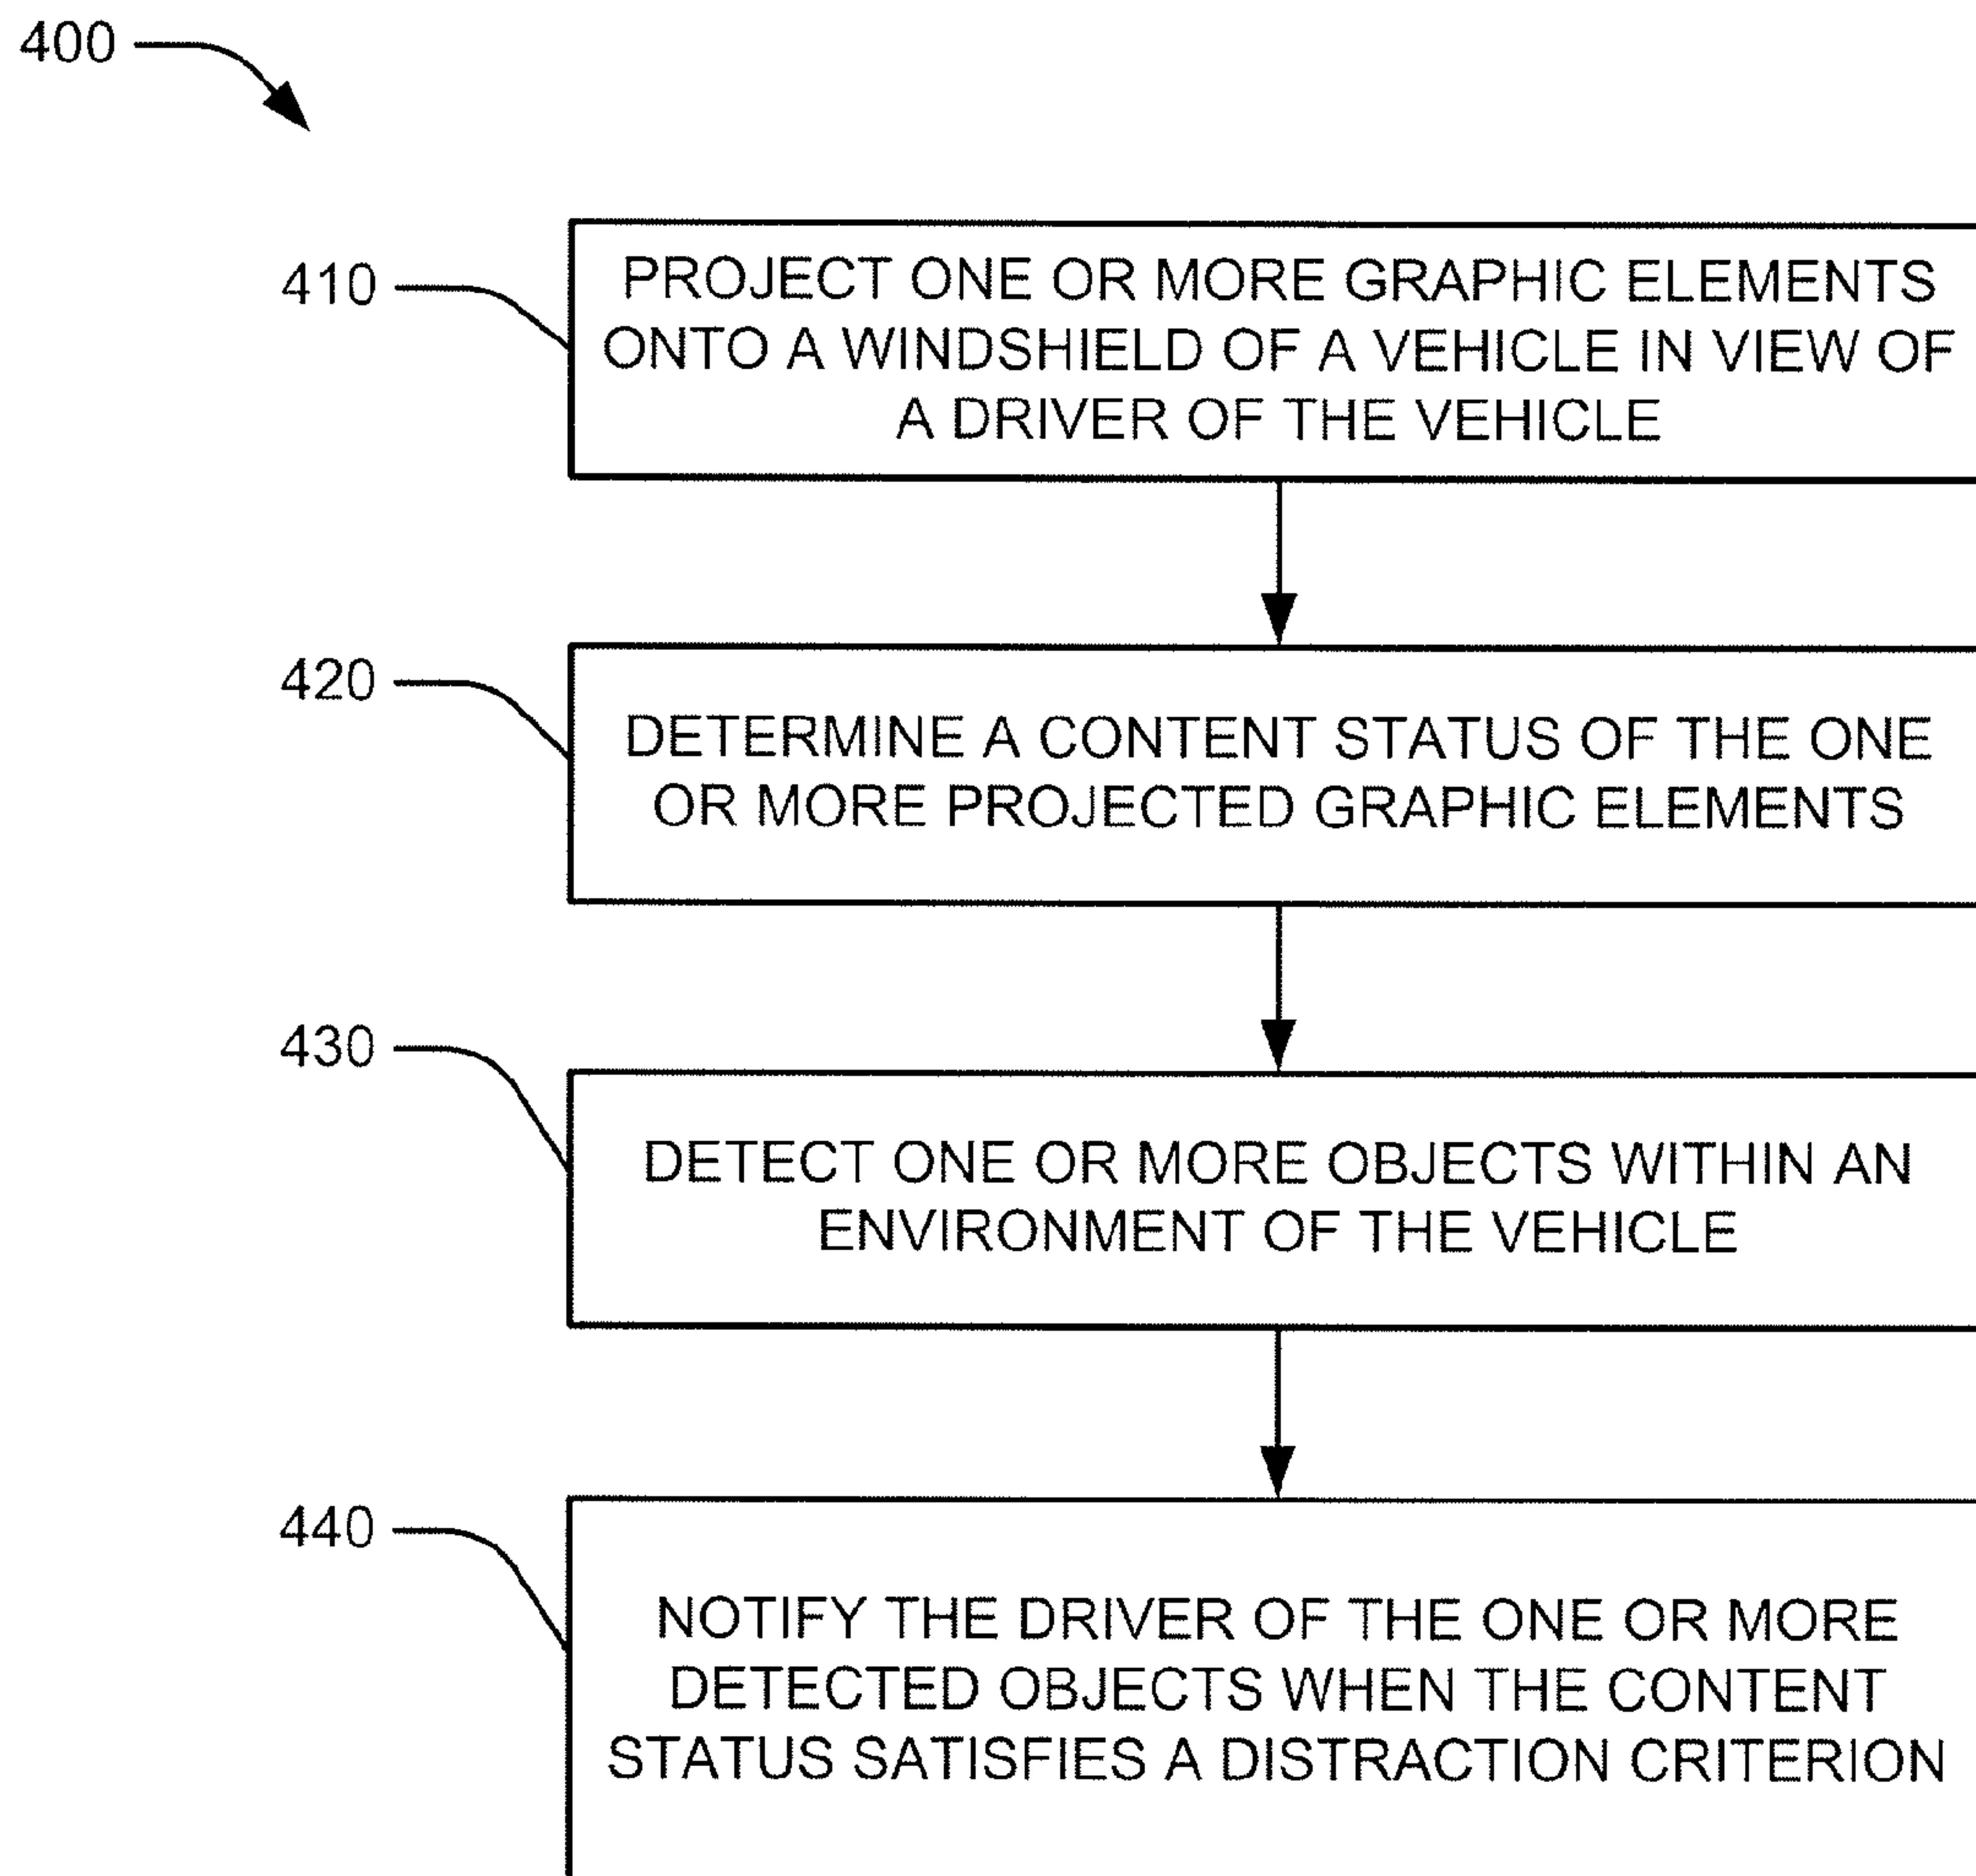 400
410
PROJECT ONE OR MORE GRAPHIC ELEMENTS
ONTO A WINDSHIELD OF A VEHICLE IN VIEW OF
A DRIVER OF THE VEHICLE
420
DETERMINE A CONTENT STATUS OF THE ONE
OR MORE PROJECTED GRAPHIC ELEMENTS
430
DETECT ONE OR MORE OBJECTS WITHIN AN
ENVIRONMENT OF THE VEHICLE
440
NOTIFY THE DRIVER OF THE ONE OR MORE
DETECTED OBJECTS WHEN THE CONTENT
STATUS SATISFIES A DISTRACTION CRITERION